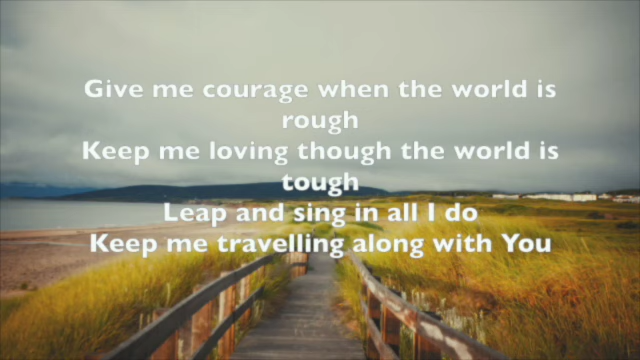 Give me courage when the world is
rough
Keep me loving though the world is
tough
Leap and sing in all I do
Keep me travelling along with You